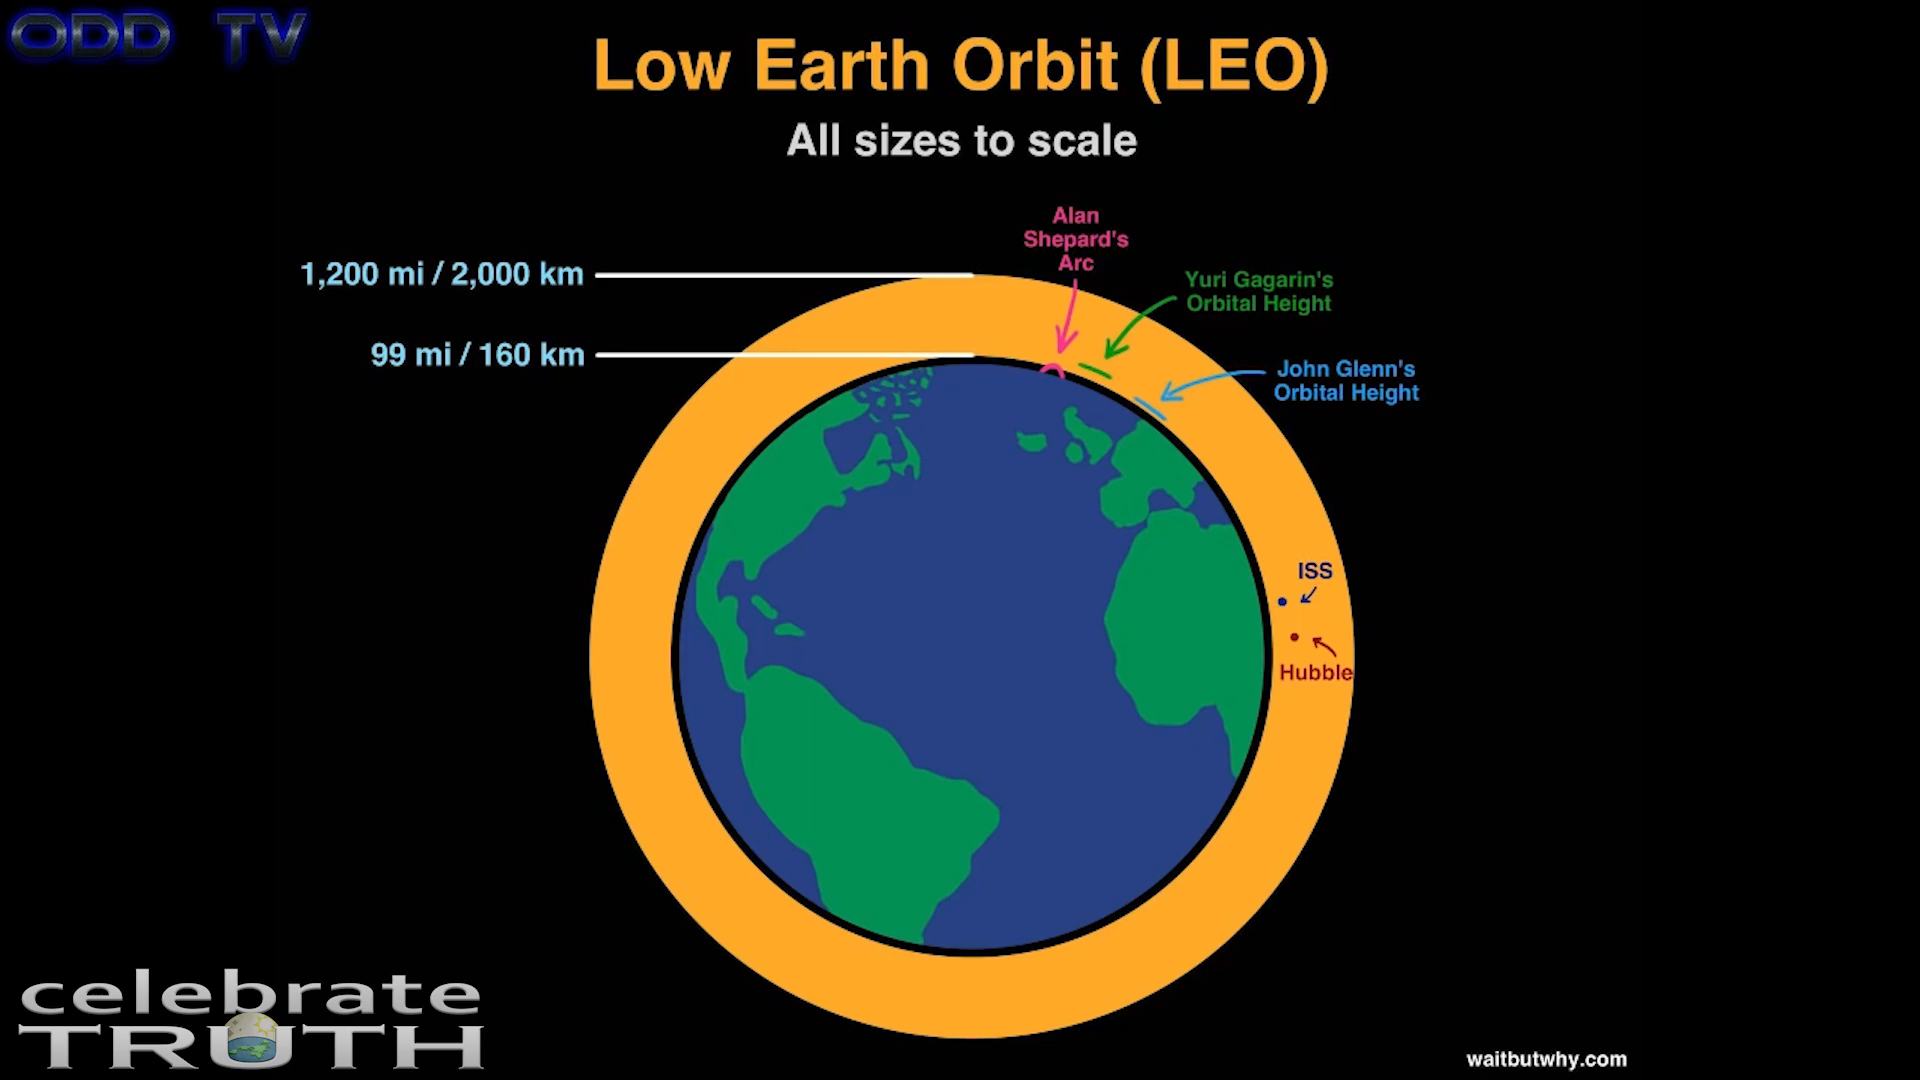 ODD TV
Low Earth Orbit (LEO)
All sizes to scale
Alan
Shepard's
Arc
1,200 mi / 2,000 km
Yuri Gagarin's
Orbital Height
99 mi / 160 km
John Glenn's
Orbital Height
ISS
Hubble
celebrate
TRUTH
waitbutwhy.com